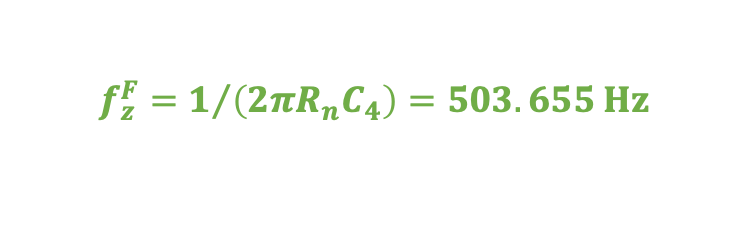 f_z^F = 1/(2πR_nC_4) = 503.655 Hz